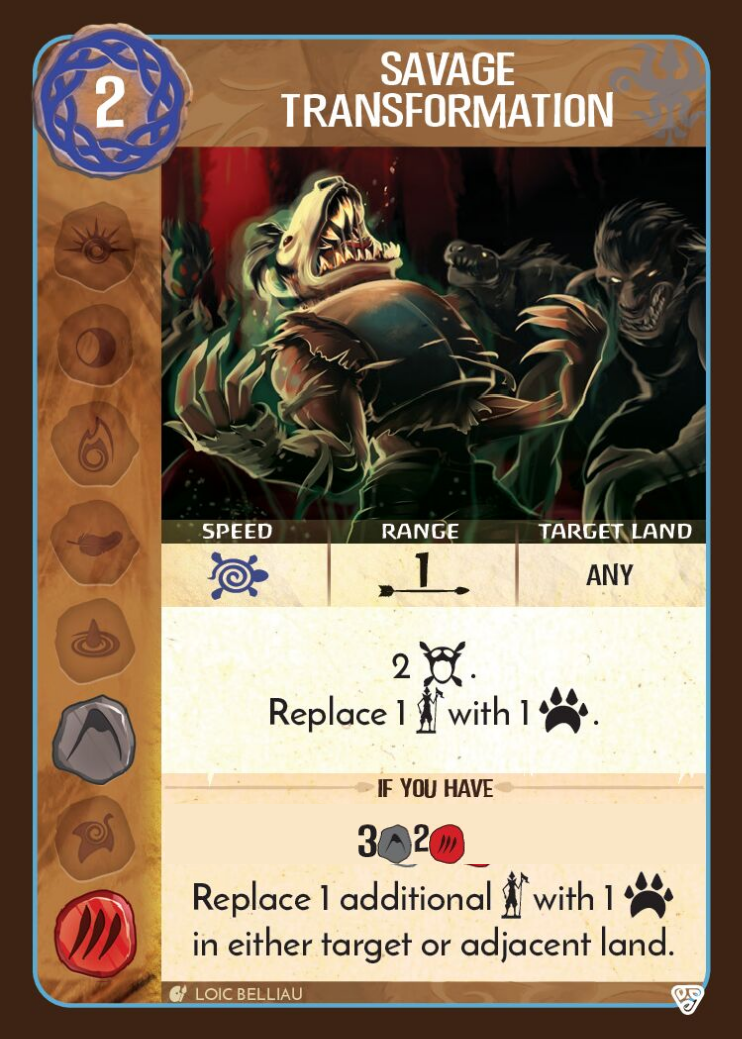 2
SAVAGE
TRANSFORMATION
SPEED RANGE TARGET LAND
1 ANY
2 .
Replace 1 with 1 .
IF YOU HAVE
3 2
Replace 1 additional with 1
in either target or adjacent land.
LOIC BELLIAU